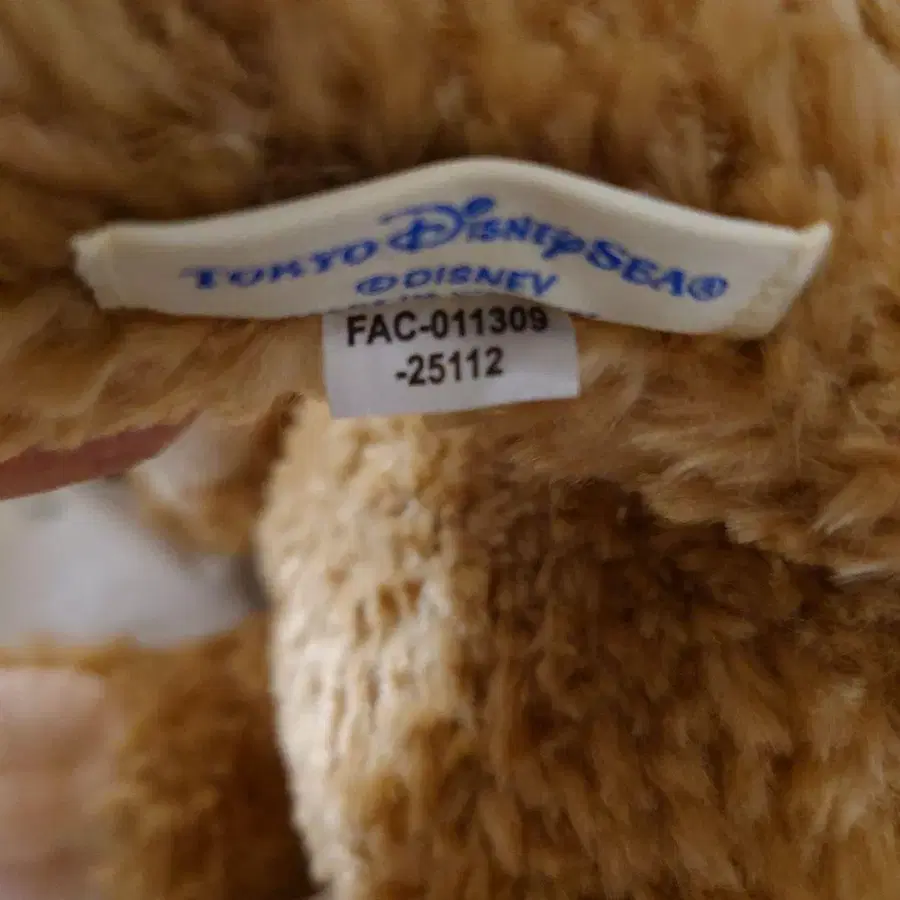 TOKYO DISNEYSEA®
©DISNEY
FAC-011309
-25112